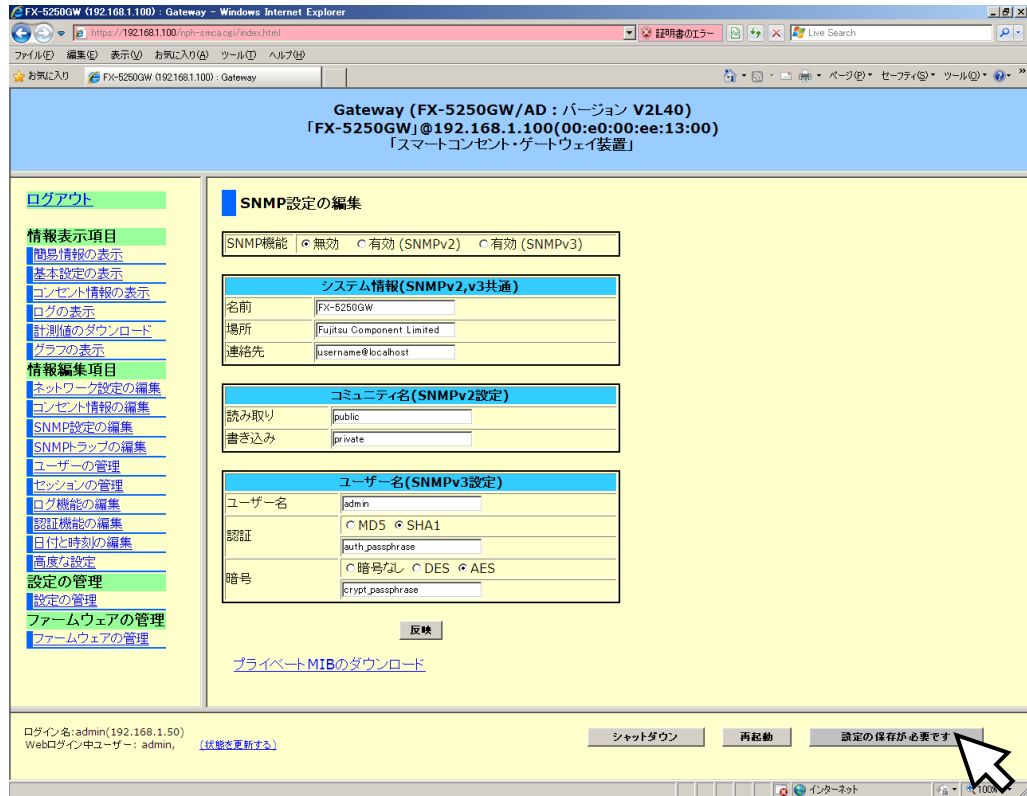 FX-5250GW (192.168.1.100) : Gateway - Windows Internet Explorer
https://192.168.1.100/nph-smca.cgi/index.html 証明書のエラー Live Search
ファイル(F) 編集(E) 表示(V) お気に入り(A) ツール(T) ヘルプ(H)
お気に入り FX-5250GW (192.168.1.100) : Gateway ページ(P) セーフティ(S) ツール(O)
Gateway (FX-5250GW/AD : バージョン V2L40)
「FX-5250GW」@192.168.1.100(00:e0:00:ee:13:00)
「スマートコンセント・ゲートウェイ装置」
ログアウト
情報表示項目
簡易情報の表示
基本設定の表示
コンセント情報の表示
ログの表示
計測値のダウンロード
グラフの表示
情報編集項目
ネットワーク設定の編集
コンセント情報の編集
SNMP設定の編集
SNMPトラップの編集
ユーザーの管理
セッションの管理
ログ機能の編集
認証機能の編集
日付と時刻の編集
高度な設定
設定の管理
設定の管理
ファームウェアの管理
ファームウェアの管理
SNMP設定の編集
SNMP機能 無効 有効 (SNMPv2) 有効 (SNMPv3)
システム情報(SNMPv2,v3共通)
名前 FX-5250GW
場所 Fujitsu Component Limited
連絡先 username@localhost
コミュニティ名(SNMPv2設定)
読み取り public
書き込み private
ユーザー名(SNMPv3設定)
ユーザー名 admin
認証 MD5 SHA1
auth_passphrase
暗号 暗号なし DES AES
crypt_passphrase
反映
プライベートMIBのダウンロード
ログイン名:admin(192.168.1.50)
Webログイン中ユーザー: admin, (状態を更新する)
シャットダウン 再起動 設定の保存が必要です
インターネット 100%